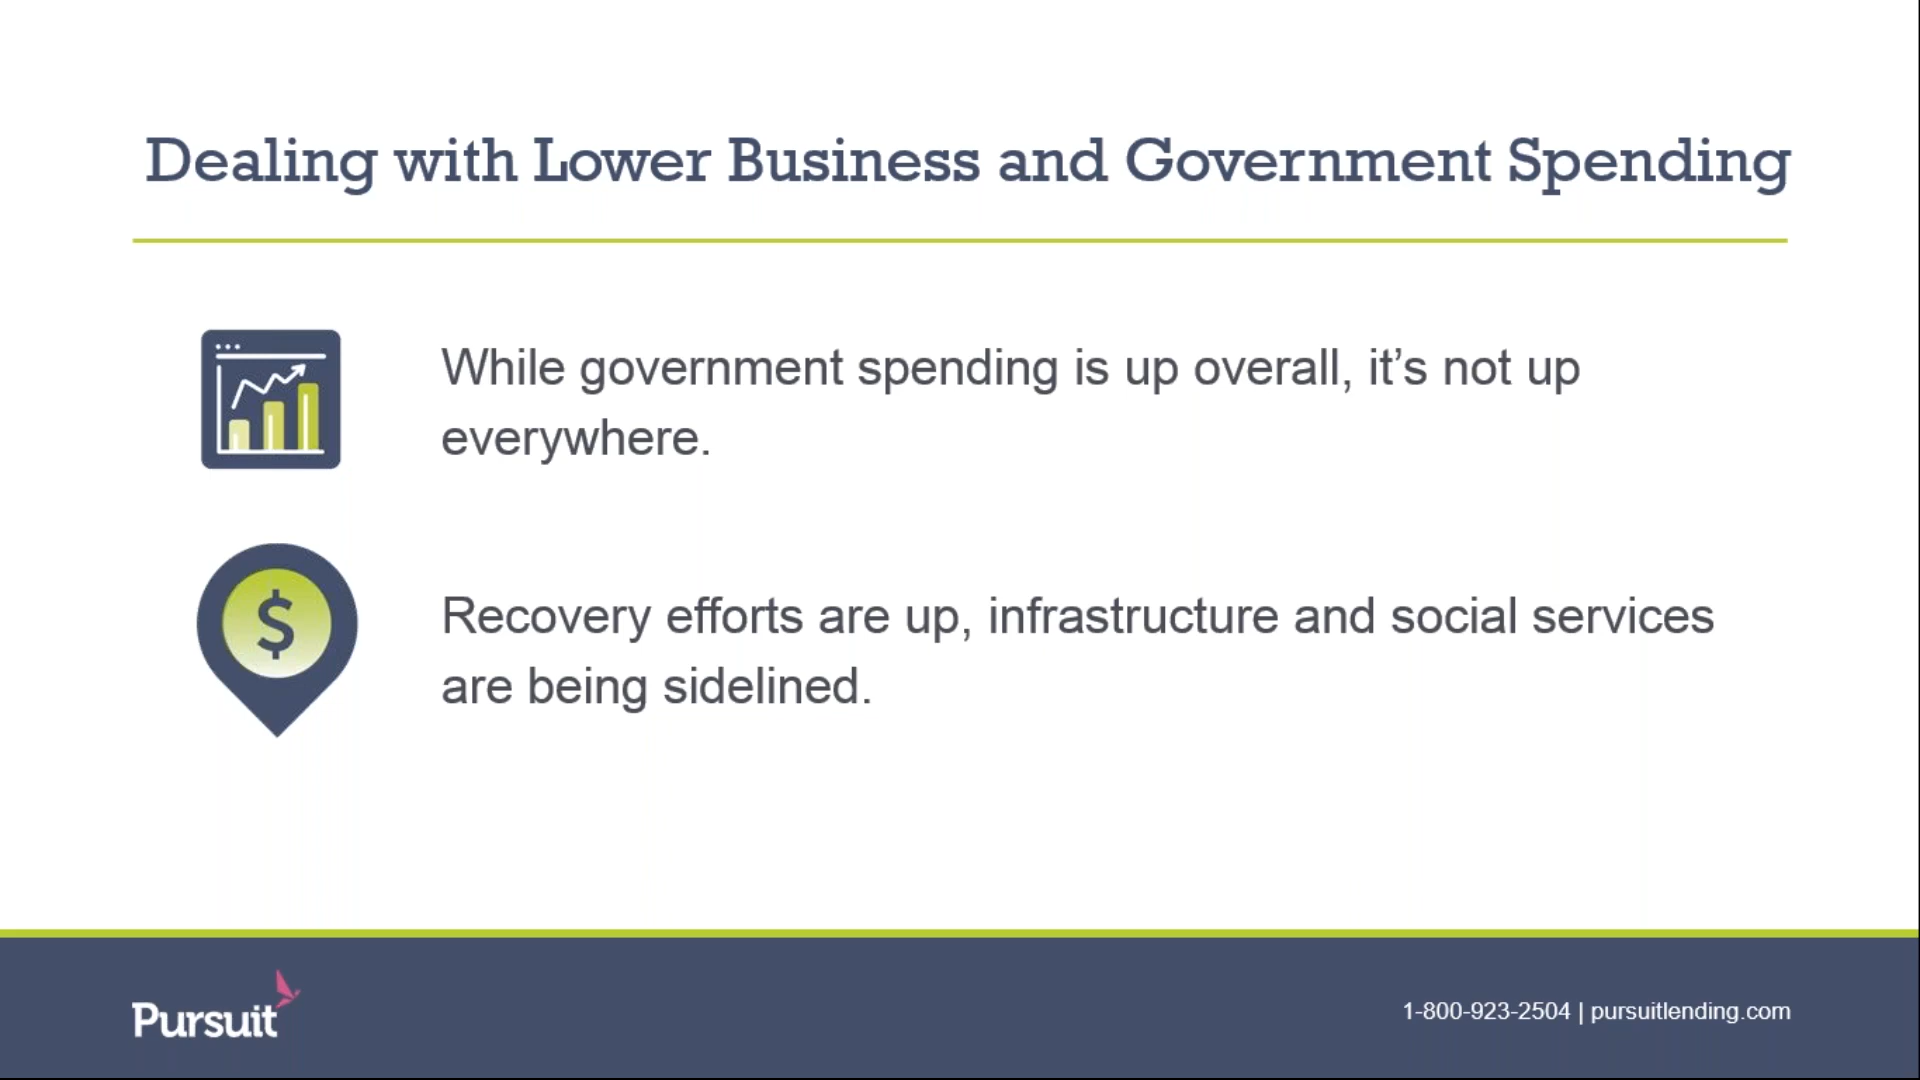 Dealing with Lower Business and Government Spending
While government spending is up overall, it’s not up
everywhere.
$
Recovery efforts are up, infrastructure and social services
are being sidelined.
Pursuit
1-800-923-2504 | pursuitlending.com